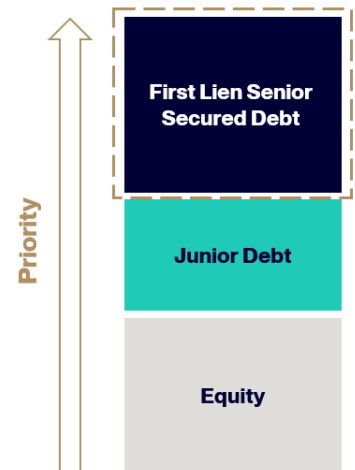 First Lien Senior
Secured Debt
Priority
Junior Debt
Equity